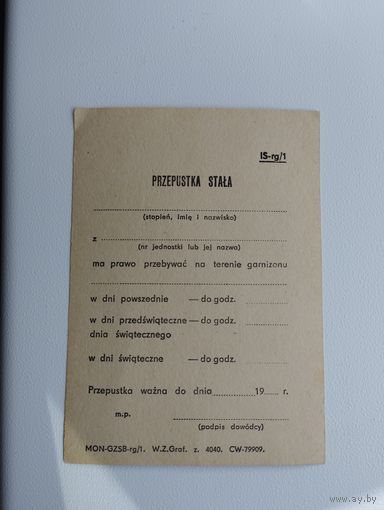 IS-rg/1
PRZEPUSTKA STAŁA
(stopień, imię i nazwisko)
z
(nr jednostki lub jej nazwa)
ma prawo przebywać na terenie garnizonu
w dni powszednie — do godz.
w dni przedświąteczne — do godz.
dnia świątecznego
w dni świąteczne — do godz.
Przepustka ważna do dnia 19 r.
m.p.
(podpis dowódcy)
MON-GZSB-rg/1. W.Z.Graf. z. 4040. CW-79909.
www.ay.by